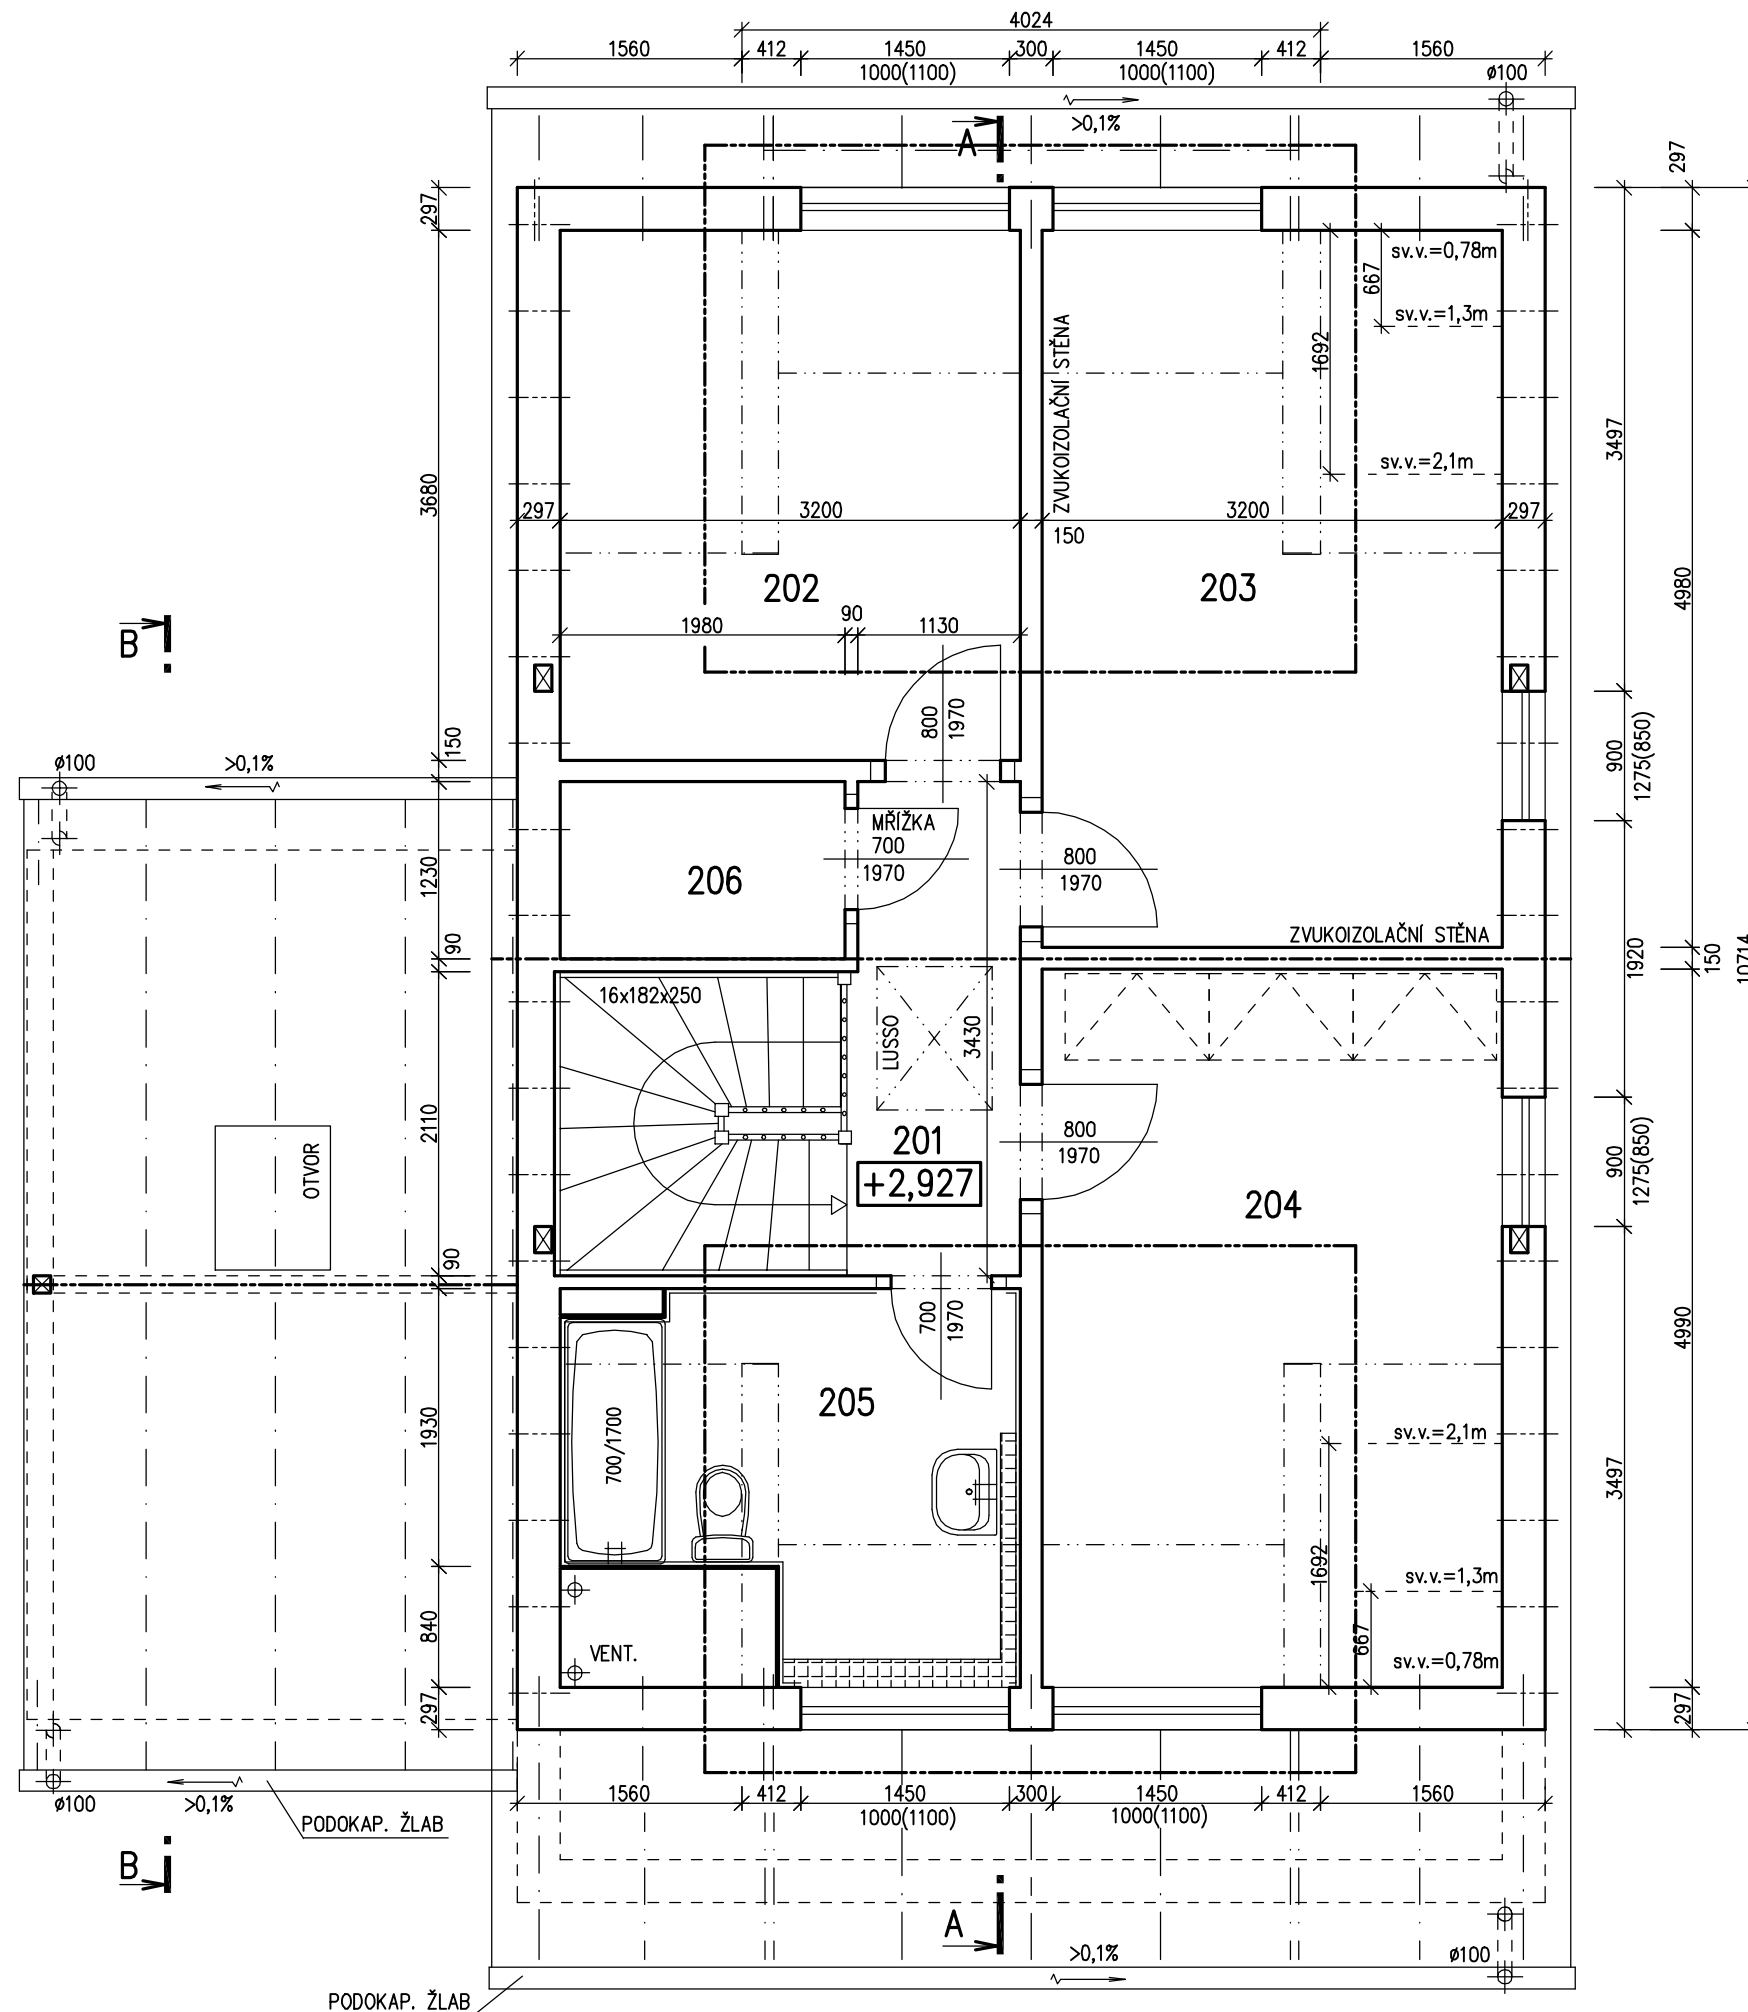 4024
1560 412 1450 300 1450 412 1560
1000(1100) 1000(1100) ø100
>0,1%
A
297 297
sv.v.=0,78m
667
sv.v.=1,3m
1692
ZVUKOIZOLAČNÍ STĚNA
3680
3497
sv.v.=2,1m
297 3200 3200 297
150
202 203
4980
90
1980 1130
B
800
1970
150
900
1275(850)
ø100 >0,1%
MŘÍŽKA
700
1970
800
1970
206
1230
90
ZVUKOIZOLAČNÍ STĚNA
1920
150
10714
16x182x250
LUSSO
3430
2110
201
+2,927
800
1970
204
900
1275(850)
OTVOR
90
700
1970
4990
205
700/1700
1930
sv.v.=2,1m
3497
1692
sv.v.=1,3m
667
840
VENT.
sv.v.=0,78m
297
297
1560 412 1450 300 1450 412 1560
1000(1100) 1000(1100)
ø100 >0,1%
PODOKAP. ŽLAB
B
A
>0,1% ø100
PODOKAP. ŽLAB